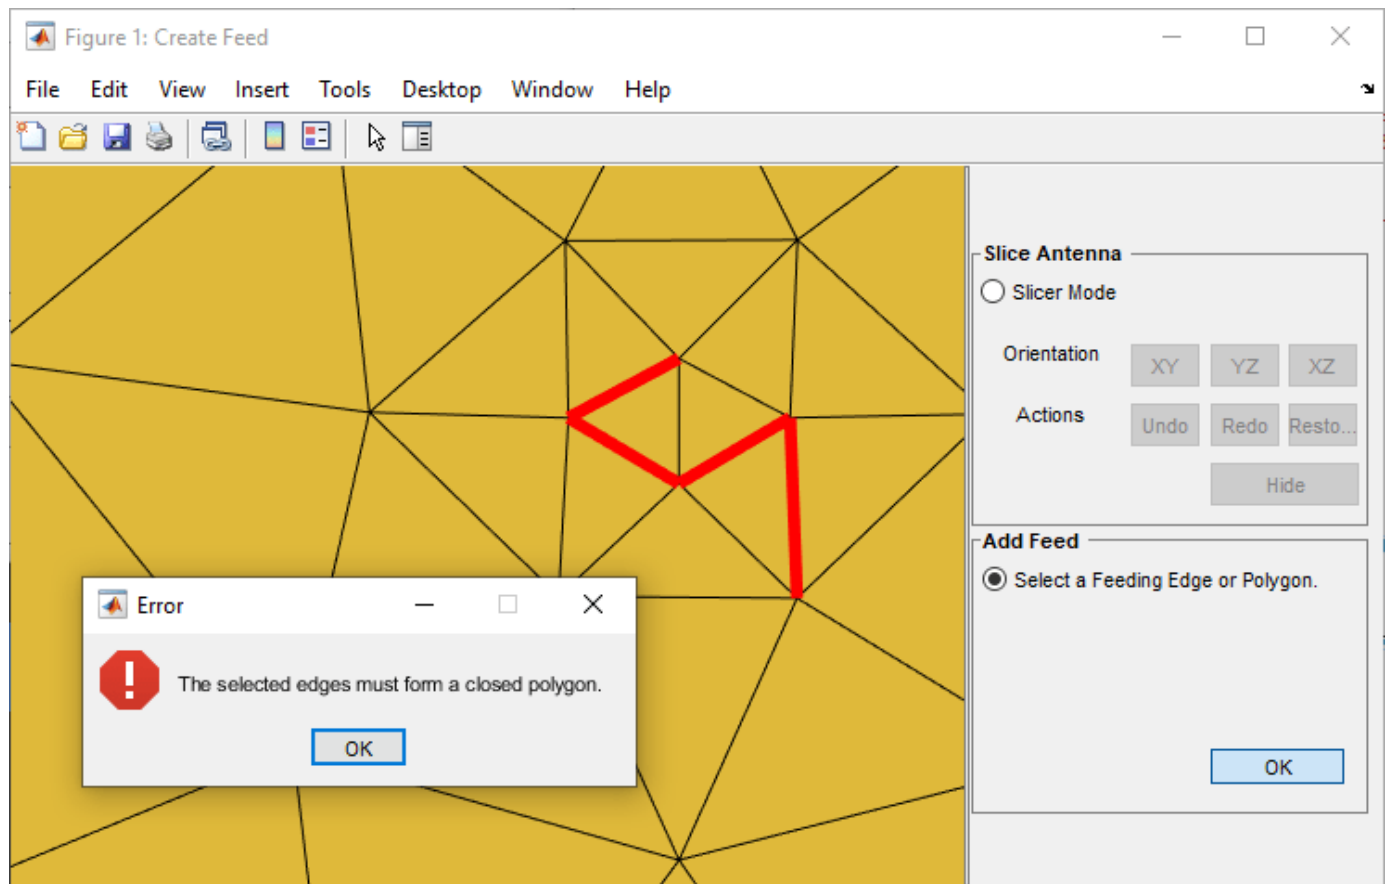 Figure 1: Create Feed
File Edit View Insert Tools Desktop Window Help
Slice Antenna
Slicer Mode
Orientation XY YZ XZ
Actions Undo Redo Resto...
Hide
Add Feed
Select a Feeding Edge or Polygon.
OK
Error
The selected edges must form a closed polygon.
OK